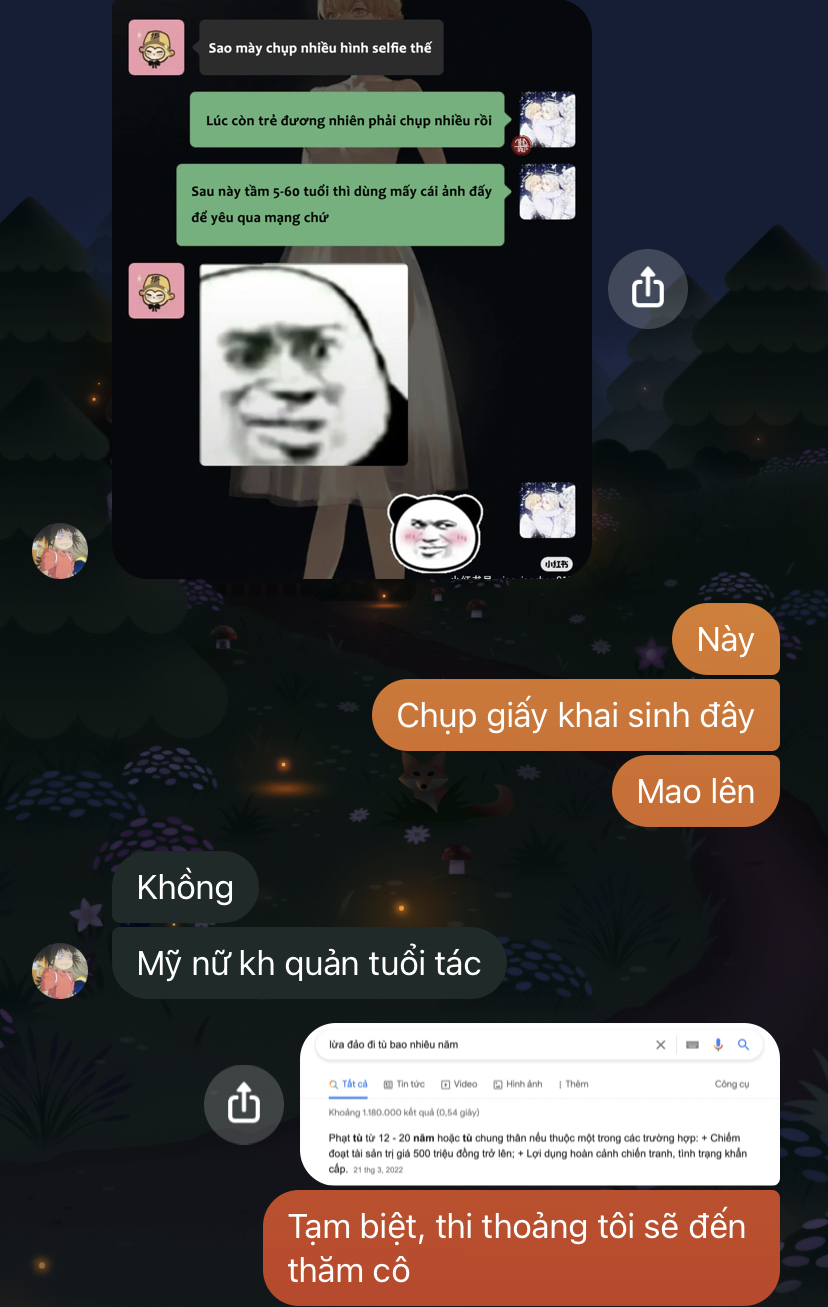 Sao mày chụp nhiều hình selfie thế
Lúc còn trẻ đương nhiên phải chụp nhiều rồi
Sau này tầm 5-60 tuổi thì dùng mấy cái ảnh đấy
để yêu qua mạng chứ
小红书
Này
Chụp giấy khai sinh đây
Mao lên
Khồng
Mỹ nữ kh quản tuổi tác
lừa đảo đi tù bao nhiêu năm
Tất cả Tin tức Video Hình ảnh Thêm Công cụ
Khoảng 1.180.000 kết quả (0,54 giây)
Phạt tù từ 12 - 20 năm hoặc tù chung thân nếu thuộc một trong các trường hợp: + Chiếm
đoạt tài sản trị giá 500 triệu đồng trở lên; + Lợi dụng hoàn cảnh chiến tranh, tình trạng khẩn
cấp. 21 thg 3, 2022
Tạm biệt, thi thoảng tôi sẽ đến
thăm cô